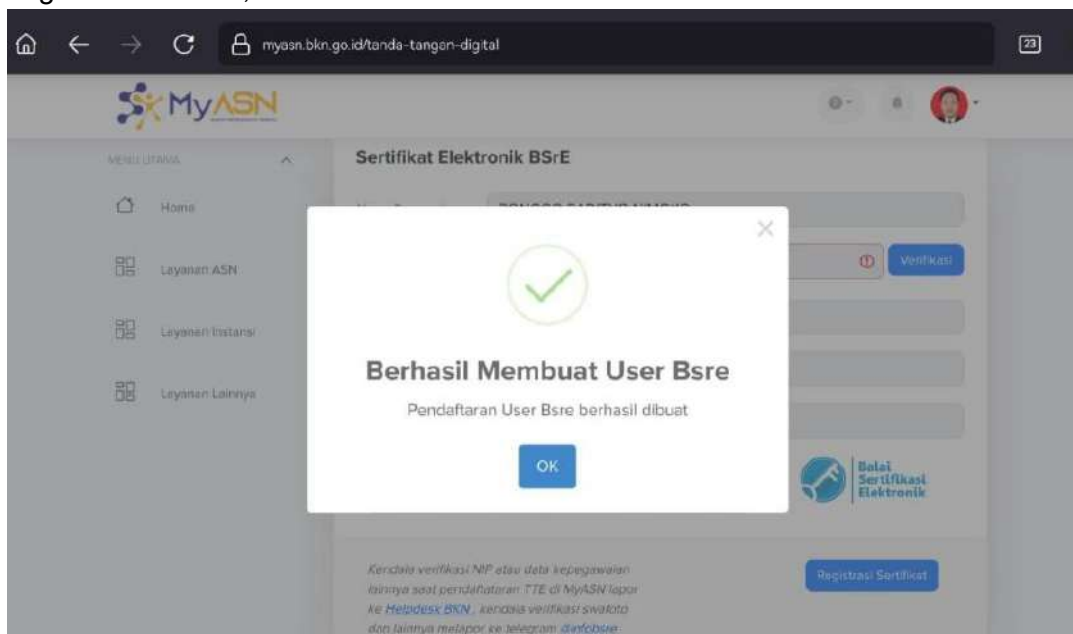 myasn.bkn.go.id/tanda-tangan-digital
23
MyASN
MENU UTAMA
Sertifikat Elektronik BSrE
Home
Layanan ASN
Verifikasi
Layanan Instansi
Layanan Lainnya
Berhasil Membuat User Bsre
Pendaftaran User Bsre berhasil dibuat
OK
Balai
Sertifikasi
Elektronik
Kendala verifikasi NIP atau data kepegawaian
lainnya saat pendaftaran TTE di MyASN lapor
ke Helpdesk BKN, kendala verifikasi swafoto
dan lainnya melapor ke telegram @infobsre
Registrasi Sertifikat